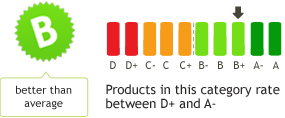 B
better than
average
D D+ C- C C+ B- B B+ A- A
Products in this category rate
between D+ and A-